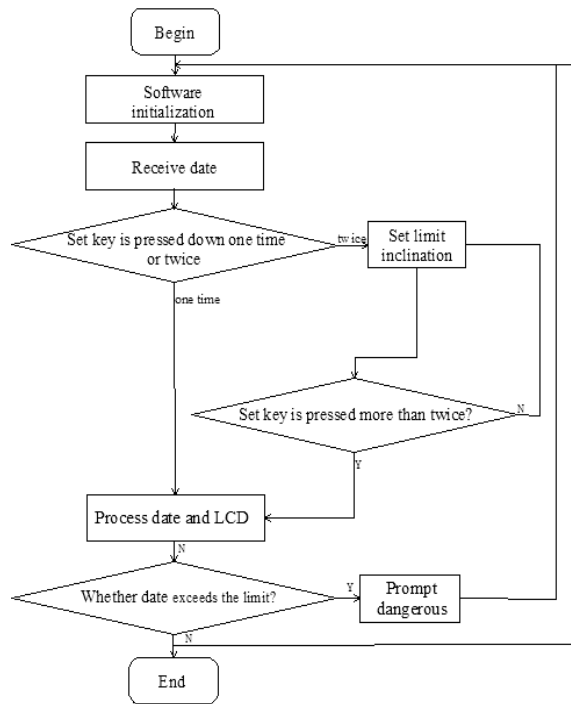 Begin
Software
initialization
Receive date
Set key is pressed down one time
or twice
twice
Set limit
inclination
one time
Set key is pressed more than twice?
N
Y
Process date and LCD
N
Whether date exceeds the limit?
Y
Prompt
dangerous
N
End